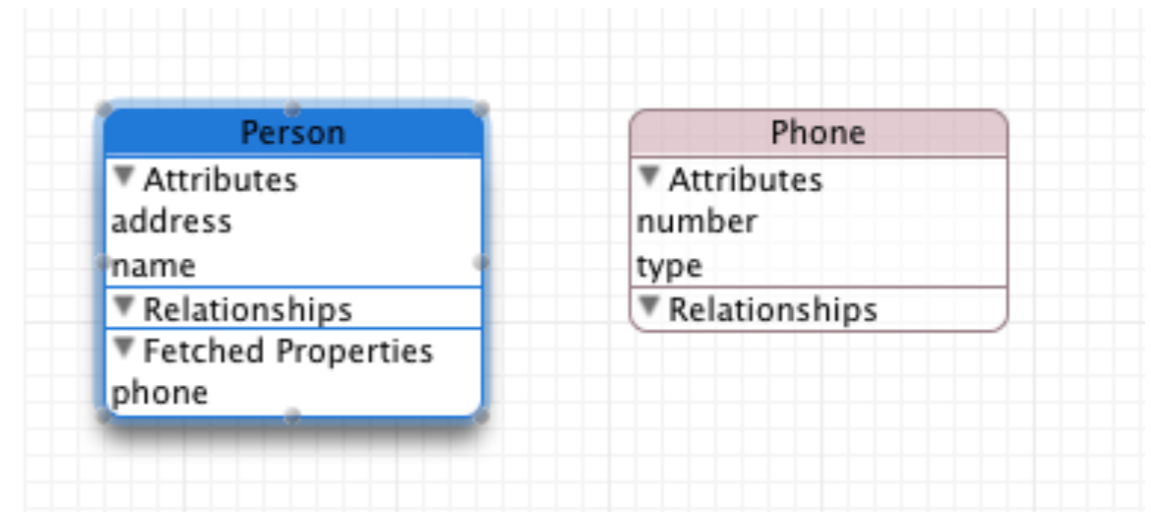 Person
Attributes
address
name
Relationships
Fetched Properties
phone
Phone
Attributes
number
type
Relationships